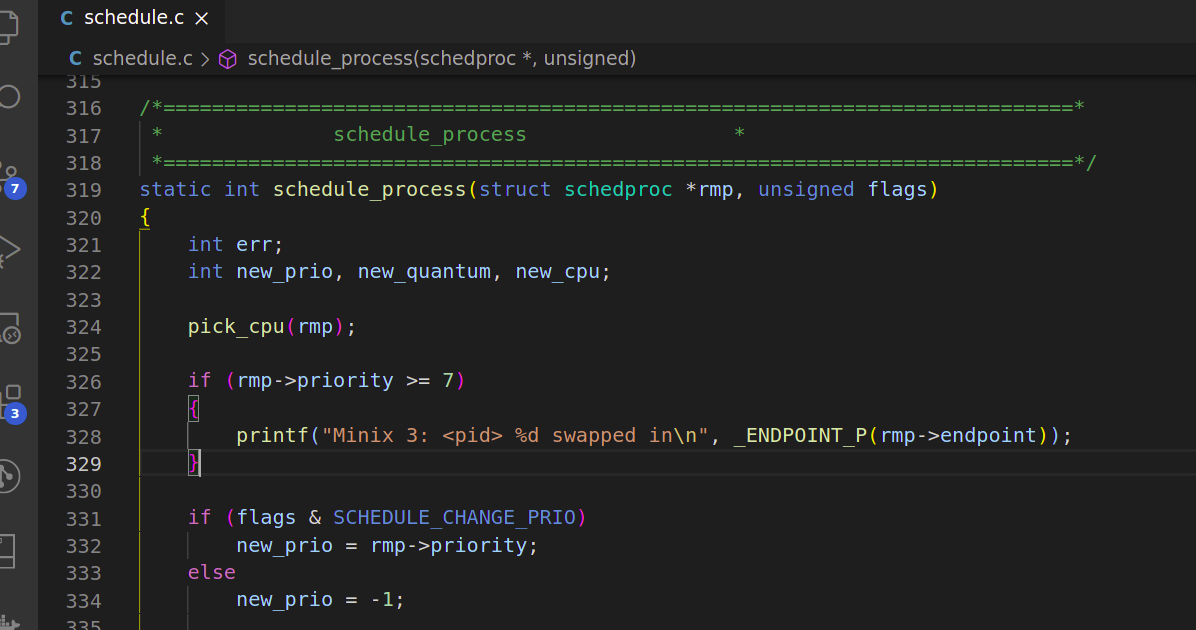 C schedule.c ×
C schedule.c > schedule_process(schedproc *, unsigned)
315
316 /*===========================================================================*
317  *              schedule_process                 *
318  *===========================================================================*/
319 static int schedule_process(struct schedproc *rmp, unsigned flags)
320 {
321     int err;
322     int new_prio, new_quantum, new_cpu;
323
324     pick_cpu(rmp);
325
326     if (rmp->priority >= 7)
327     {
328         printf("Minix 3: <pid> %d swapped in\n", _ENDPOINT_P(rmp->endpoint));
329     }
330
331     if (flags & SCHEDULE_CHANGE_PRIO)
332         new_prio = rmp->priority;
333     else
334         new_prio = -1;
335
7
3